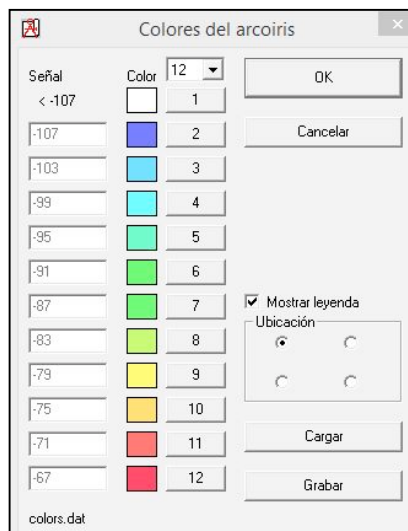 Colores del arcoiris
Señal Color 12
< -107 1 OK
-107 2 Cancelar
-103 3
-99 4
-95 5
-91 6
-87 7 Mostrar leyenda
Ubicación
-83 8
-79 9
-75 10 Cargar
-71 11
-67 12 Grabar
colors.dat